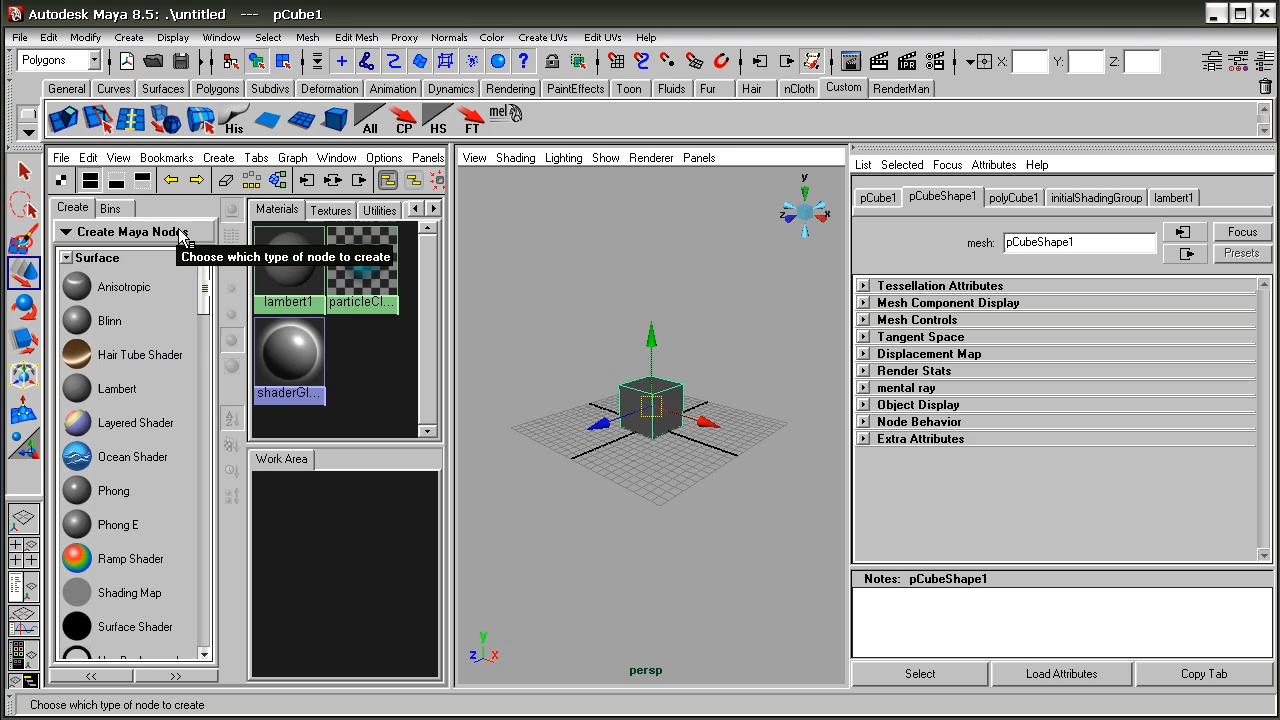 Autodesk Maya 8.5: .\untitled --- pCube1
File Edit Modify Create Display Window Select Mesh Edit Mesh Proxy Normals Color Create UVs Edit UVs Help
Polygons X: Y: Z:
General Curves Surfaces Polygons Subdivs Deformation Animation Dynamics Rendering PaintEffects Toon Fluids Fur Hair nCloth Custom RenderMan
His All CP HS FT mel
File Edit View Bookmarks Create Tabs Graph Window Options Panels
View Shading Lighting Show Renderer Panels
List Selected Focus Attributes Help
Create Bins
Materials Textures Utilities
pCube1 pCubeShape1 polyCube1 initialShadingGroup lambert1
Create Maya Nodes
Choose which type of node to create
mesh: pCubeShape1
Focus
Presets
Surface
Anisotropic
Blinn
Hair Tube Shader
Lambert
Layered Shader
Ocean Shader
Phong
Phong E
Ramp Shader
Shading Map
Surface Shader
lambert1 particleCl...
shaderGl...
Work Area
y
z x
y
z x
persp
Tessellation Attributes
Mesh Component Display
Mesh Controls
Tangent Space
Displacement Map
Render Stats
mental ray
Object Display
Node Behavior
Extra Attributes
Notes: pCubeShape1
<< >>
Select Load Attributes Copy Tab
Choose which type of node to create